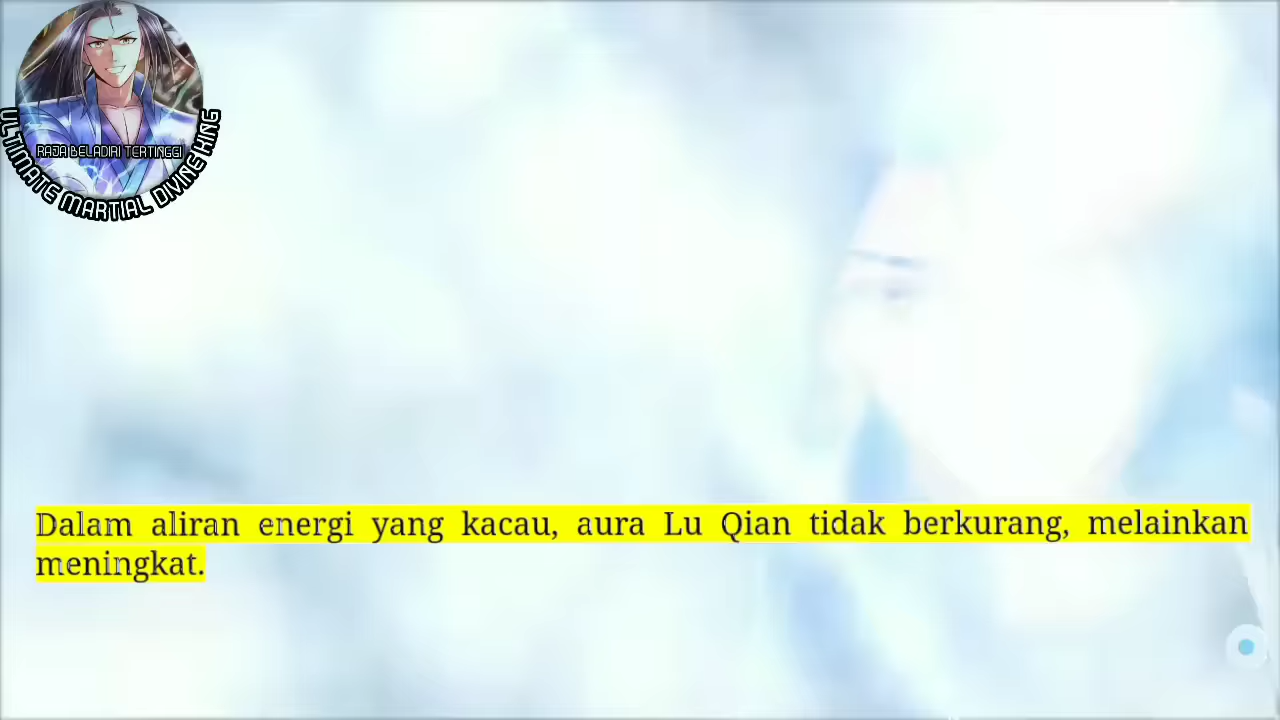 RAJA BELADIRI TERTINGGI
ULTIMATE MARTIAL DIVINE KING
Dalam aliran energi yang kacau, aura Lu Qian tidak berkurang, melainkan
meningkat.